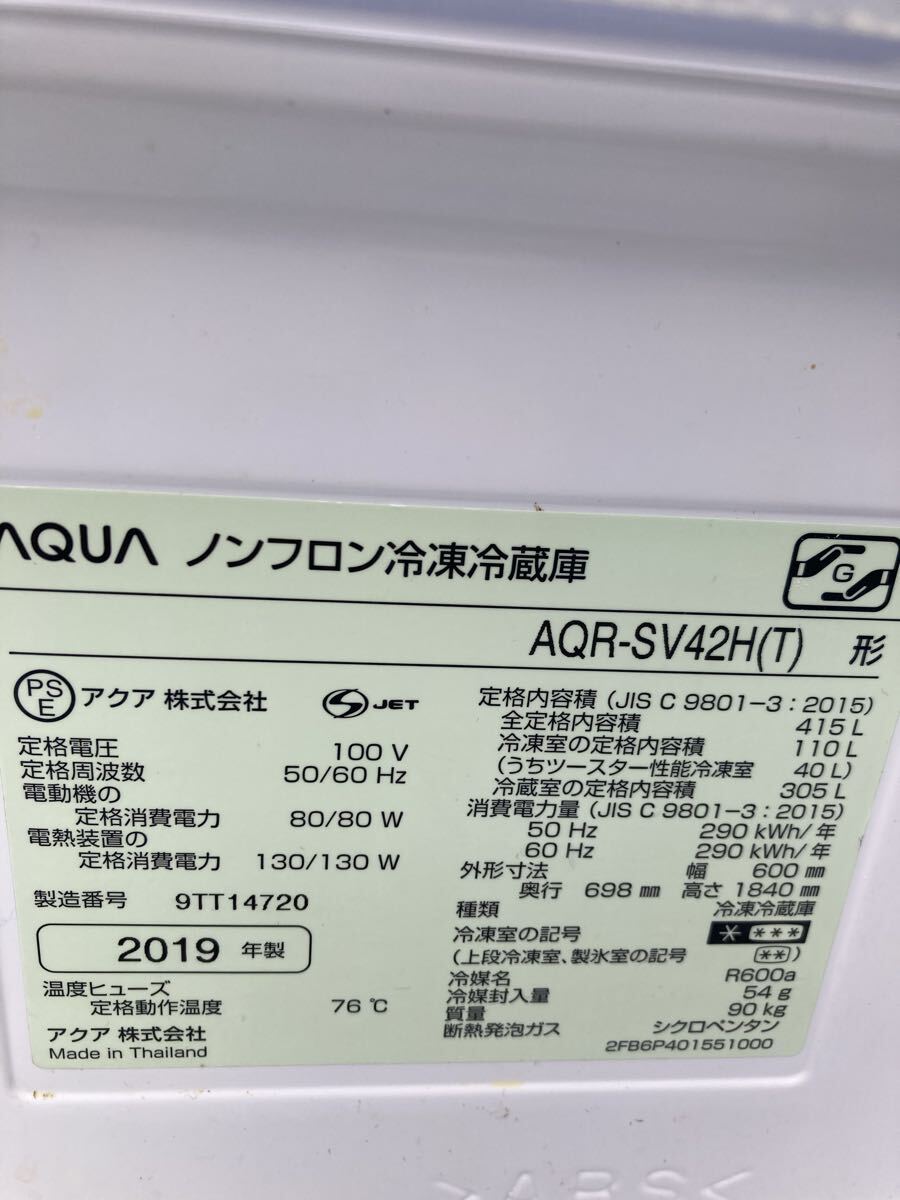 AQUA ノンフロン冷凍冷蔵庫
G
AQR-SV42H(T) 形
PSE アクア 株式会社
S JET
定格電圧 100 V
定格周波数 50/60 Hz
電動機の
定格消費電力 80/80 W
電熱装置の
定格消費電力 130/130 W
製造番号 9TT14720
2019 年製
温度ヒューズ
定格動作温度 76 ℃
アクア 株式会社
Made in Thailand
定格内容積 (JIS C 9801-3:2015)
全定格内容積 415 L
冷凍室の定格内容積 110 L
(うちツースター性能冷凍室 40 L)
冷蔵室の定格内容積 305 L
消費電力量 (JIS C 9801-3:2015)
50 Hz 290 kWh/年
60 Hz 290 kWh/年
外形寸法 幅 600 mm
奥行 698 mm 高さ 1840 mm
種類 冷凍冷蔵庫
冷凍室の記号 * ***
(上段冷凍室、製氷室の記号 **)
冷媒名 R600a
冷媒封入量 54 g
質量 90 kg
断熱発泡ガス シクロペンタン
2FB6P401551000
>ABS<